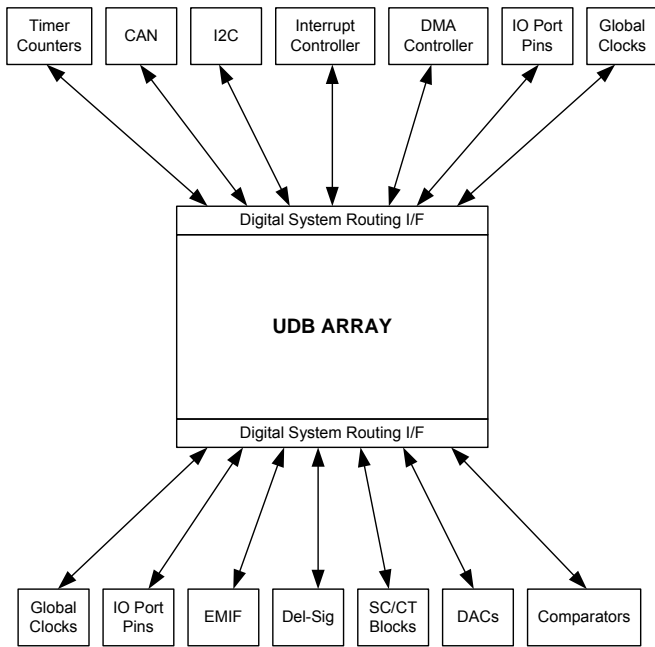 Timer
Counters
CAN
I2C
Interrupt
Controller
DMA
Controller
IO Port
Pins
Global
Clocks
Digital System Routing I/F
UDB ARRAY
Digital System Routing I/F
Global
Clocks
IO Port
Pins
EMIF
Del-Sig
SC/CT
Blocks
DACs
Comparators